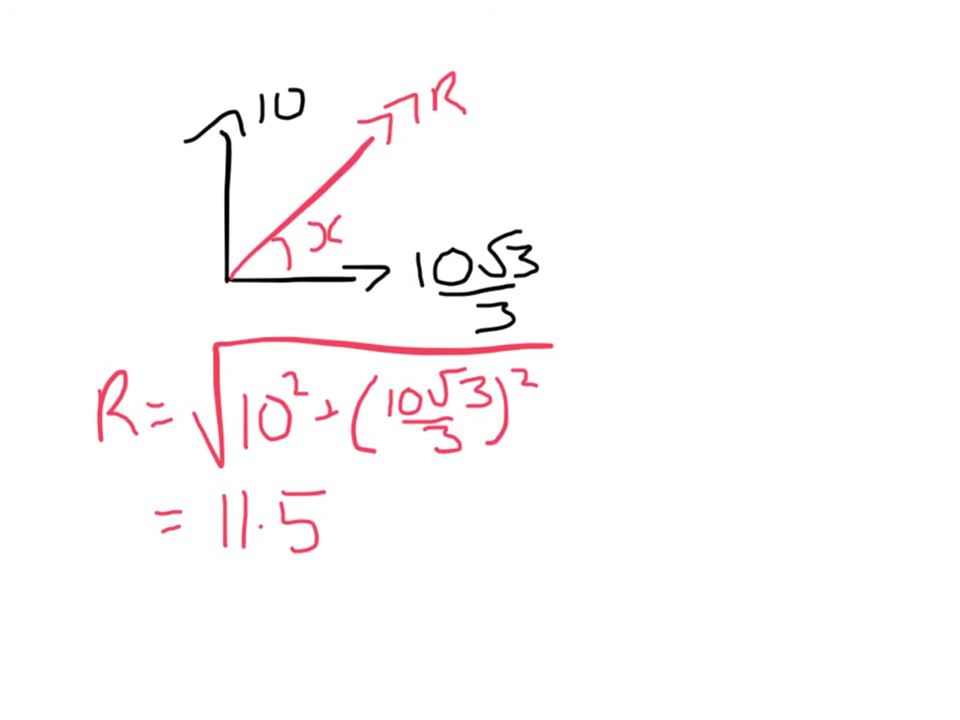 10
R
x
10√3/3
R = √(10² + (10√3/3)²)
= 11.5